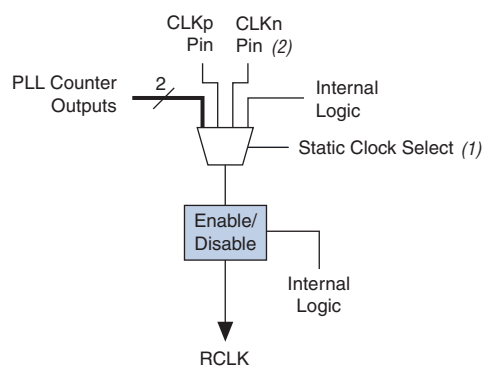 CLKp
Pin
CLKn
Pin (2)
PLL Counter
Outputs
2
Internal
Logic
Static Clock Select (1)
Enable/
Disable
Internal
Logic
RCLK